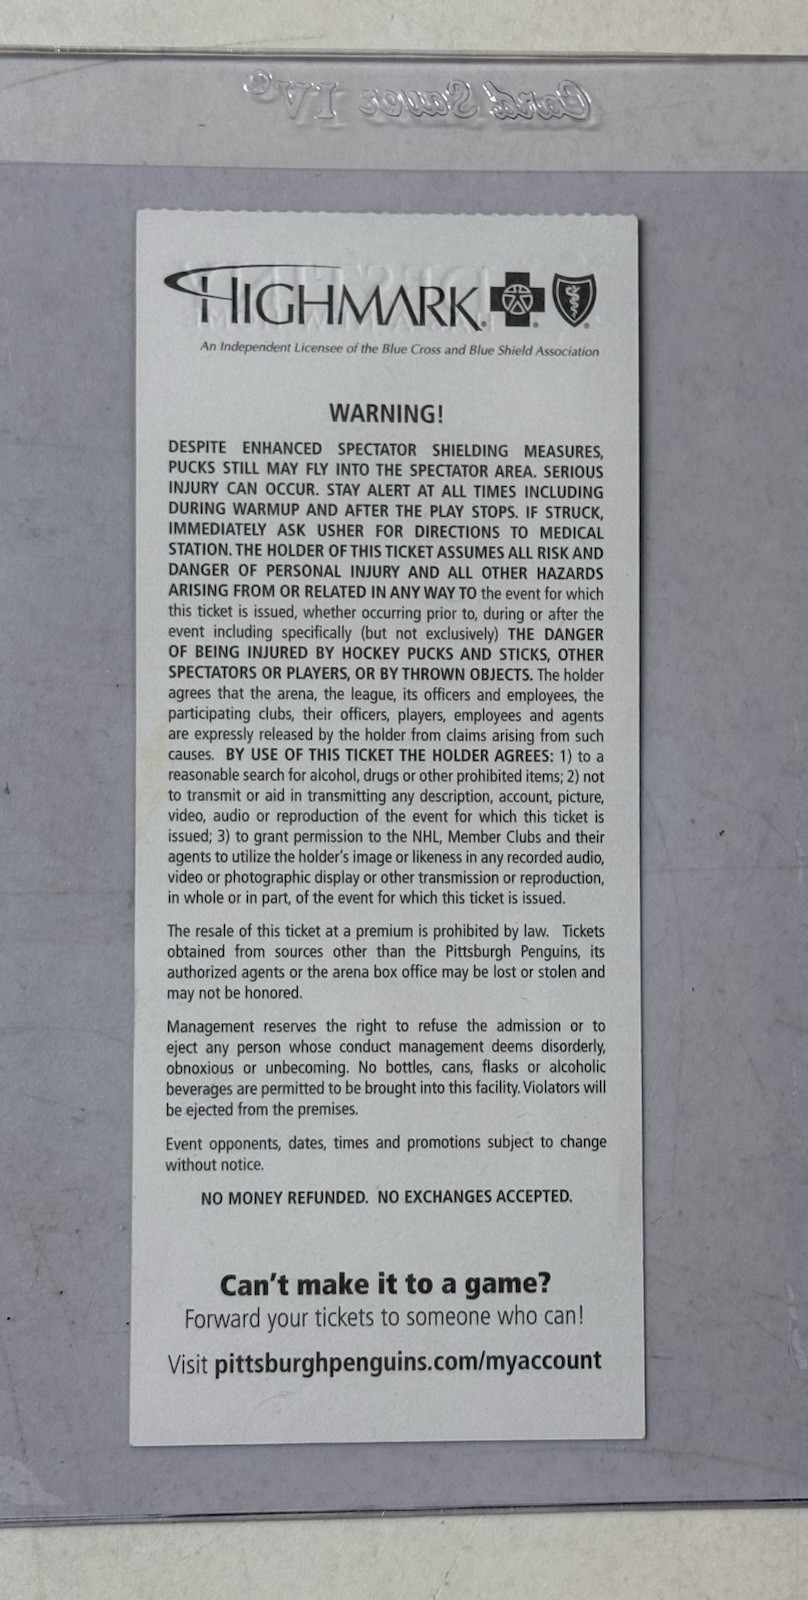 Card Saver IV©
HIGHMARK®
An Independent Licensee of the Blue Cross and Blue Shield Association
WARNING!
DESPITE ENHANCED SPECTATOR SHIELDING MEASURES,
PUCKS STILL MAY FLY INTO THE SPECTATOR AREA. SERIOUS
INJURY CAN OCCUR. STAY ALERT AT ALL TIMES INCLUDING
DURING WARMUP AND AFTER THE PLAY STOPS. IF STRUCK,
IMMEDIATELY ASK USHER FOR DIRECTIONS TO MEDICAL
STATION. THE HOLDER OF THIS TICKET ASSUMES ALL RISK AND
DANGER OF PERSONAL INJURY AND ALL OTHER HAZARDS
ARISING FROM OR RELATED IN ANY WAY TO the event for which
this ticket is issued, whether occurring prior to, during or after the
event including specifically (but not exclusively) THE DANGER
OF BEING INJURED BY HOCKEY PUCKS AND STICKS, OTHER
SPECTATORS OR PLAYERS, OR BY THROWN OBJECTS. The holder
agrees that the arena, the league, its officers and employees, the
participating clubs, their officers, players, employees and agents
are expressly released by the holder from claims arising from such
causes. BY USE OF THIS TICKET THE HOLDER AGREES: 1) to a
reasonable search for alcohol, drugs or other prohibited items; 2) not
to transmit or aid in transmitting any description, account, picture,
video, audio or reproduction of the event for which this ticket is
issued; 3) to grant permission to the NHL, Member Clubs and their
agents to utilize the holder's image or likeness in any recorded audio,
video or photographic display or other transmission or reproduction,
in whole or in part, of the event for which this ticket is issued.
The resale of this ticket at a premium is prohibited by law. Tickets
obtained from sources other than the Pittsburgh Penguins, its
authorized agents or the arena box office may be lost or stolen and
may not be honored.
Management reserves the right to refuse the admission or to
eject any person whose conduct management deems disorderly,
obnoxious or unbecoming. No bottles, cans, flasks or alcoholic
beverages are permitted to be brought into this facility. Violators will
be ejected from the premises.
Event opponents, dates, times and promotions subject to change
without notice.
NO MONEY REFUNDED. NO EXCHANGES ACCEPTED.
Can't make it to a game?
Forward your tickets to someone who can!
Visit pittsburghpenguins.com/myaccount